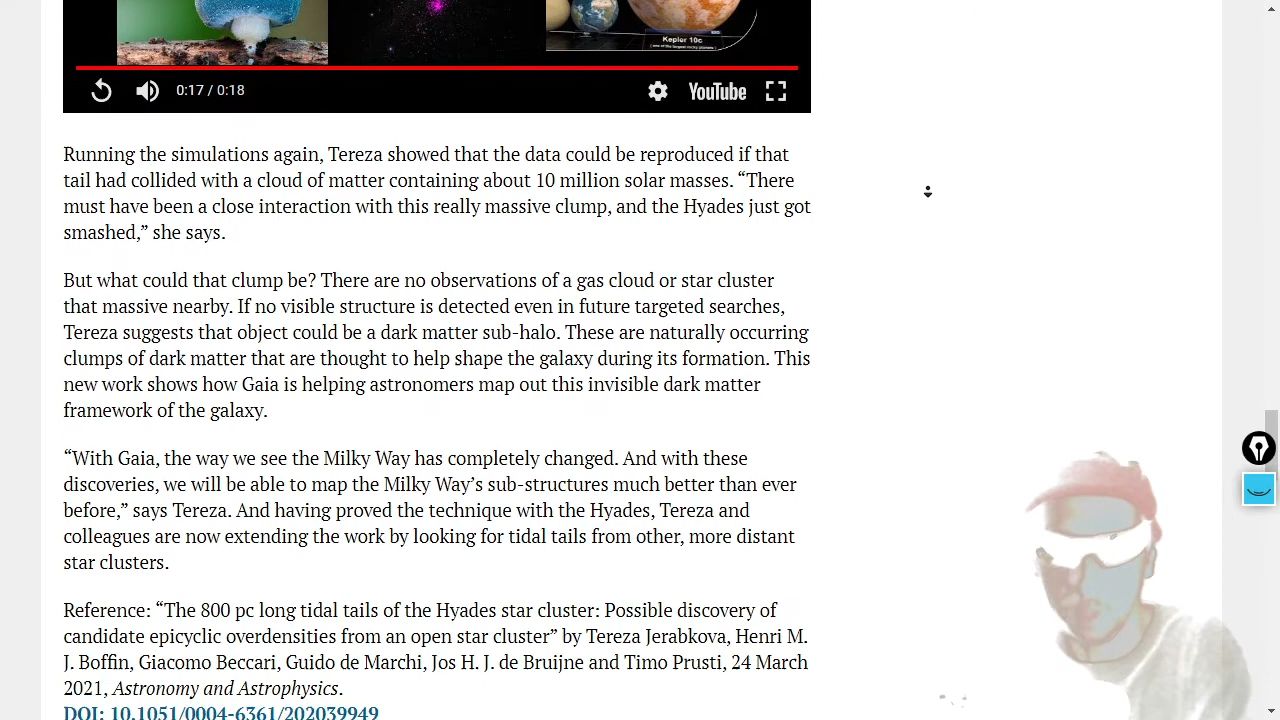 Kepler 10c
0:17 / 0:18
YouTube
Running the simulations again, Tereza showed that the data could be reproduced if that
tail had collided with a cloud of matter containing about 10 million solar masses. “There
must have been a close interaction with this really massive clump, and the Hyades just got
smashed,” she says.
But what could that clump be? There are no observations of a gas cloud or star cluster
that massive nearby. If no visible structure is detected even in future targeted searches,
Tereza suggests that object could be a dark matter sub-halo. These are naturally occurring
clumps of dark matter that are thought to help shape the galaxy during its formation. This
new work shows how Gaia is helping astronomers map out this invisible dark matter
framework of the galaxy.
“With Gaia, the way we see the Milky Way has completely changed. And with these
discoveries, we will be able to map the Milky Way’s sub-structures much better than ever
before,” says Tereza. And having proved the technique with the Hyades, Tereza and
colleagues are now extending the work by looking for tidal tails from other, more distant
star clusters.
Reference: “The 800 pc long tidal tails of the Hyades star cluster: Possible discovery of
candidate epicyclic overdensities from an open star cluster” by Tereza Jerabkova, Henri M.
J. Boffin, Giacomo Beccari, Guido de Marchi, Jos H. J. de Bruijne and Timo Prusti, 24 March
2021, Astronomy and Astrophysics.
DOI: 10.1051/0004-6361/202039949